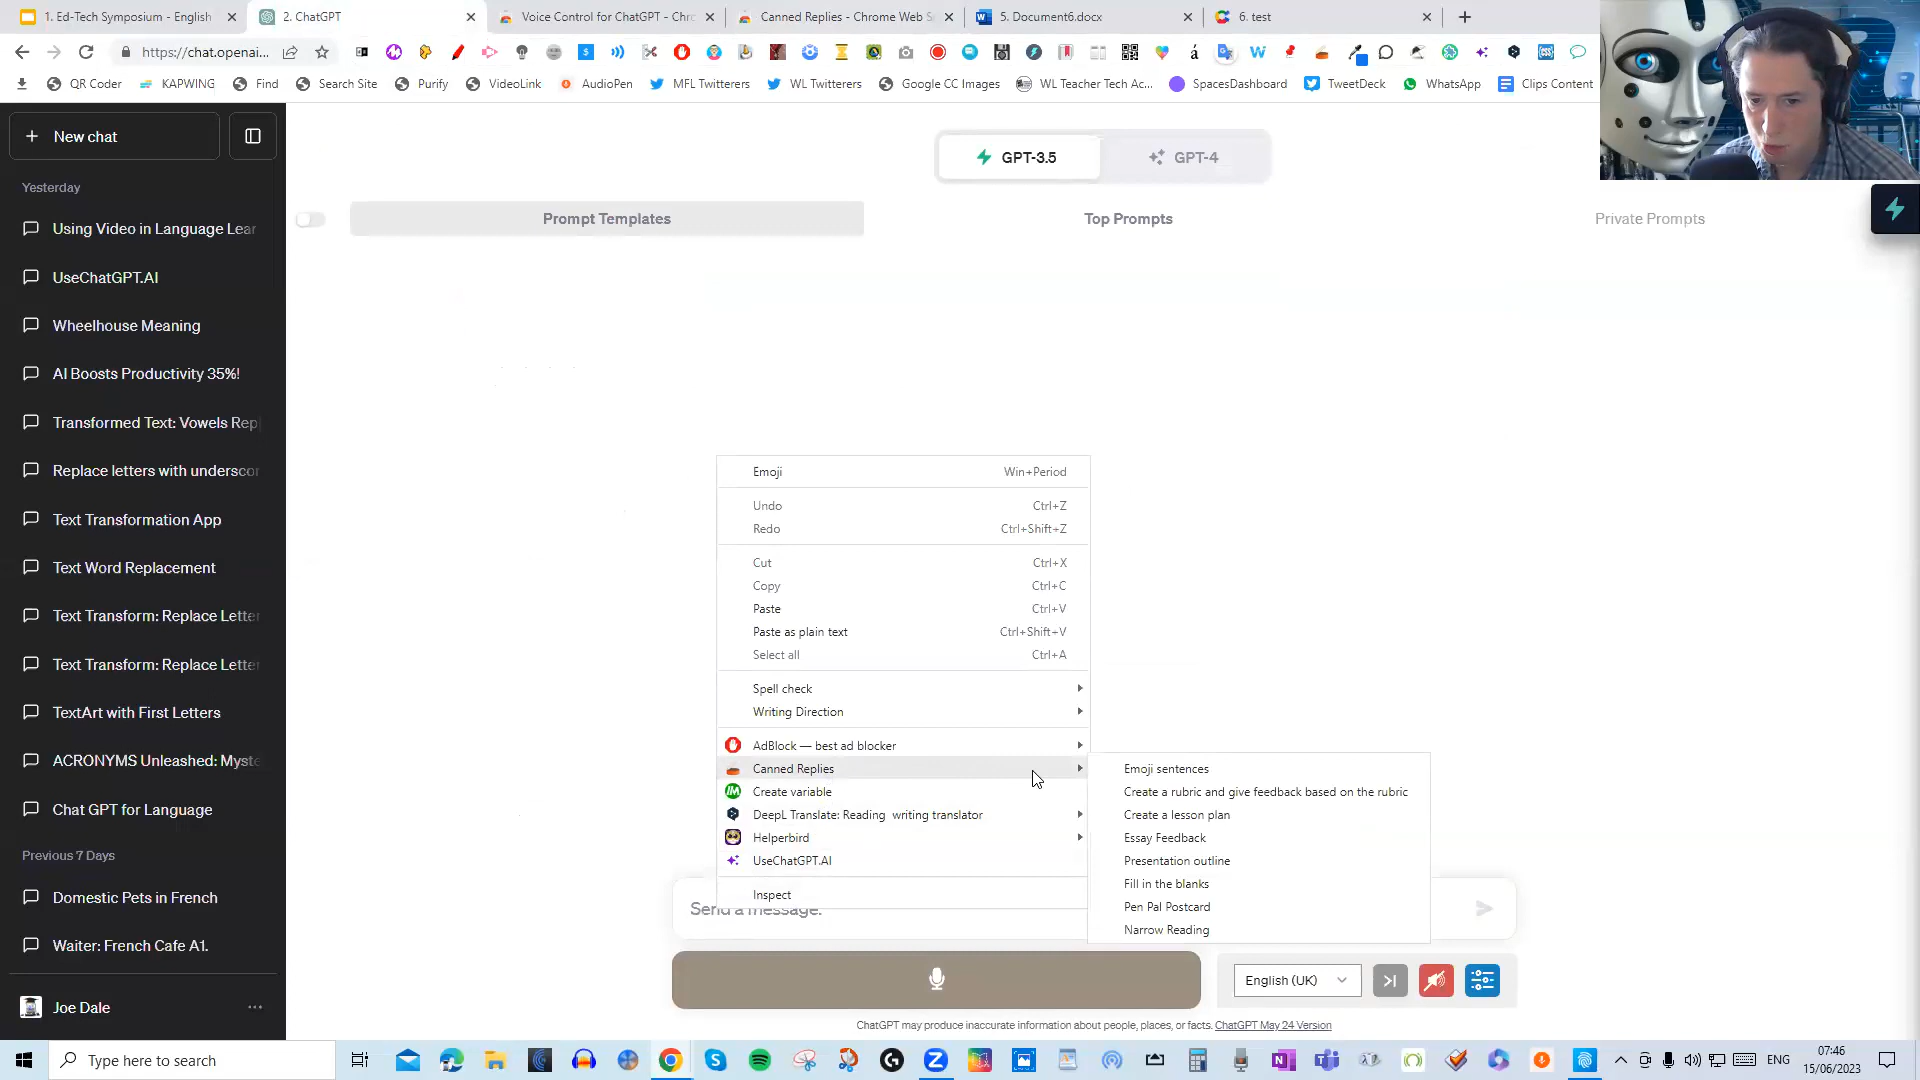 1. Ed-Tech Symposium - English
2. ChatGPT
Voice Control for ChatGPT - Chr
Canned Replies - Chrome Web S
5. Document6.docx
6. test
https://chat.openai...
QR Coder
KAPWING
Find
Search Site
Purify
VideoLink
AudioPen
MFL Twitterers
WL Twitterers
Google CC Images
WL Teacher Tech Ac...
SpacesDashboard
TweetDeck
WhatsApp
Clips Content
New chat
GPT-3.5
GPT-4
Prompt Templates
Top Prompts
Private Prompts
Yesterday
Using Video in Language Lear
UseChatGPT.AI
Wheelhouse Meaning
AI Boosts Productivity 35%!
Transformed Text: Vowels Rep
Replace letters with underscor
Text Transformation App
Text Word Replacement
Text Transform: Replace Letter
Text Transform: Replace Letter
TextArt with First Letters
ACRONYMS Unleashed: Myste
Chat GPT for Language
Previous 7 Days
Domestic Pets in French
Waiter: French Cafe A1.
Joe Dale
Emoji Win+Period
Undo Ctrl+Z
Redo Ctrl+Shift+Z
Cut Ctrl+X
Copy Ctrl+C
Paste Ctrl+V
Paste as plain text Ctrl+Shift+V
Select all Ctrl+A
Spell check
Writing Direction
AdBlock — best ad blocker
Canned Replies
Create variable
DeepL Translate: Reading writing translator
Helperbird
UseChatGPT.AI
Inspect
Emoji sentences
Create a rubric and give feedback based on the rubric
Create a lesson plan
Essay Feedback
Presentation outline
Fill in the blanks
Pen Pal Postcard
Narrow Reading
Send a message.
English (UK)
ChatGPT may produce inaccurate information about people, places, or facts. ChatGPT May 24 Version
Type here to search
ENG
07:46
15/06/2023